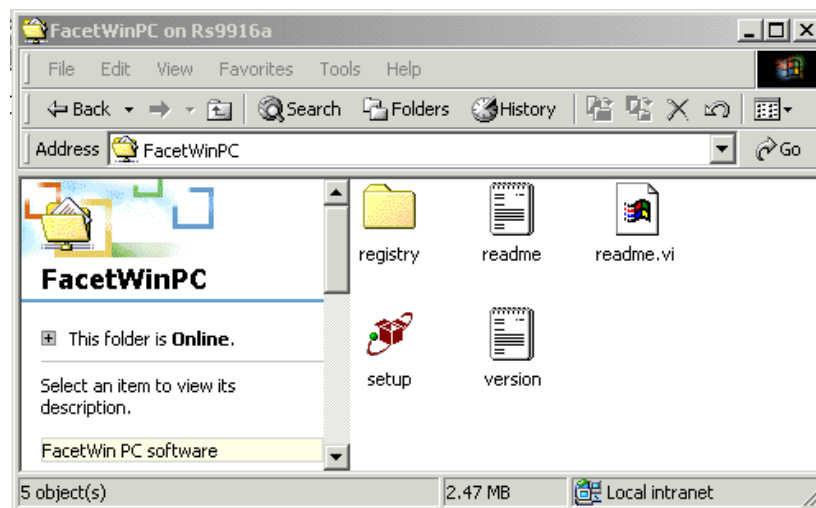 FacetWinPC on Rs9916a
File Edit View Favorites Tools Help
Back Search Folders History
Address FacetWinPC Go
registry readme readme.vi
FacetWinPC
This folder is Online.
setup version
Select an item to view its
description.
FacetWin PC software
5 object(s) 2.47 MB Local intranet